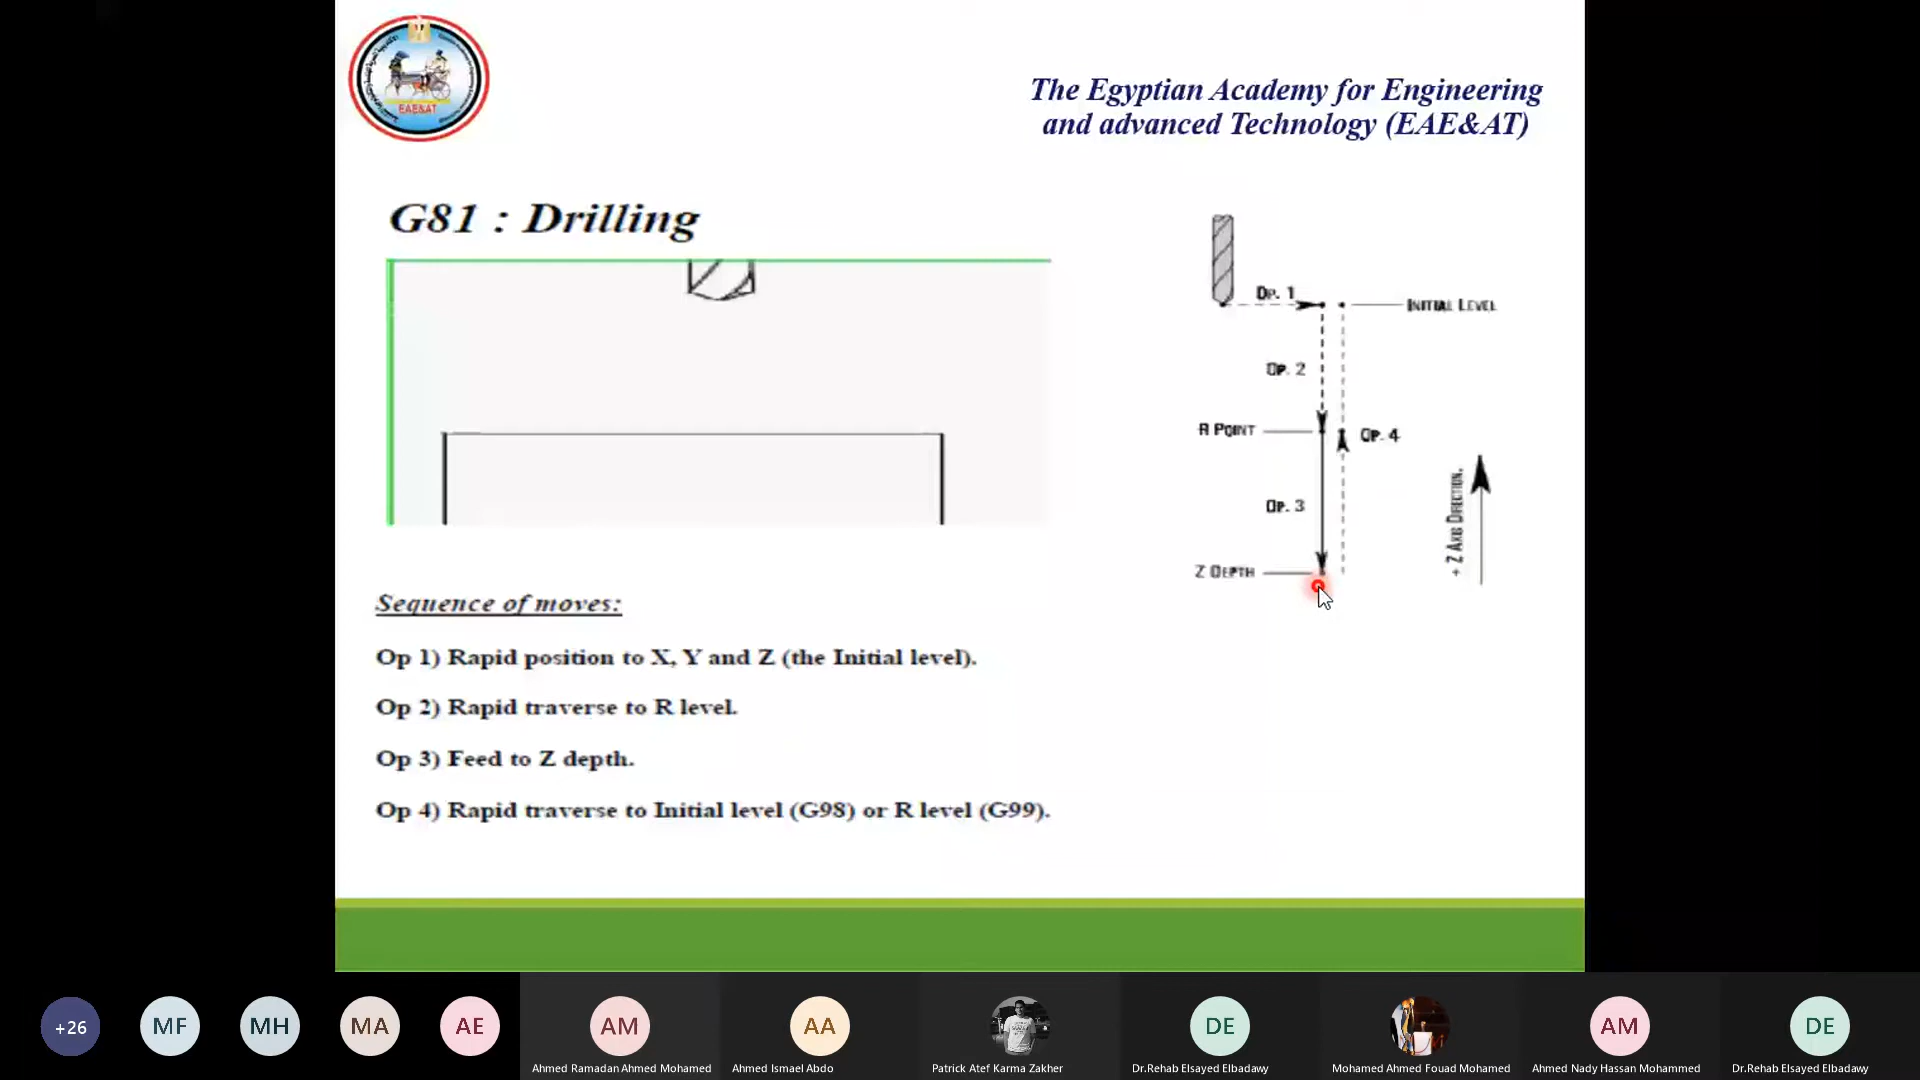 EAE&AT
The Egyptian Academy for Engineering
and advanced Technology (EAE&AT)
G81 : Drilling
Op. 1
Initial Level
Op. 2
R Point
Op. 4
Op. 3
+ Z Axis Direction.
Z Depth
Sequence of moves:
Op 1) Rapid position to X, Y and Z (the Initial level).
Op 2) Rapid traverse to R level.
Op 3) Feed to Z depth.
Op 4) Rapid traverse to Initial level (G98) or R level (G99).
+26
MF
MH
MA
AE
AM
AA
DE
AM
DE
Ahmed Ramadan Ahmed Mohamed
Ahmed Ismael Abdo
Patrick Atef Karma Zakher
Dr.Rehab Elsayed Elbadawy
Mohamed Ahmed Fouad Mohamed
Ahmed Nady Hassan Mohammed
Dr.Rehab Elsayed Elbadawy